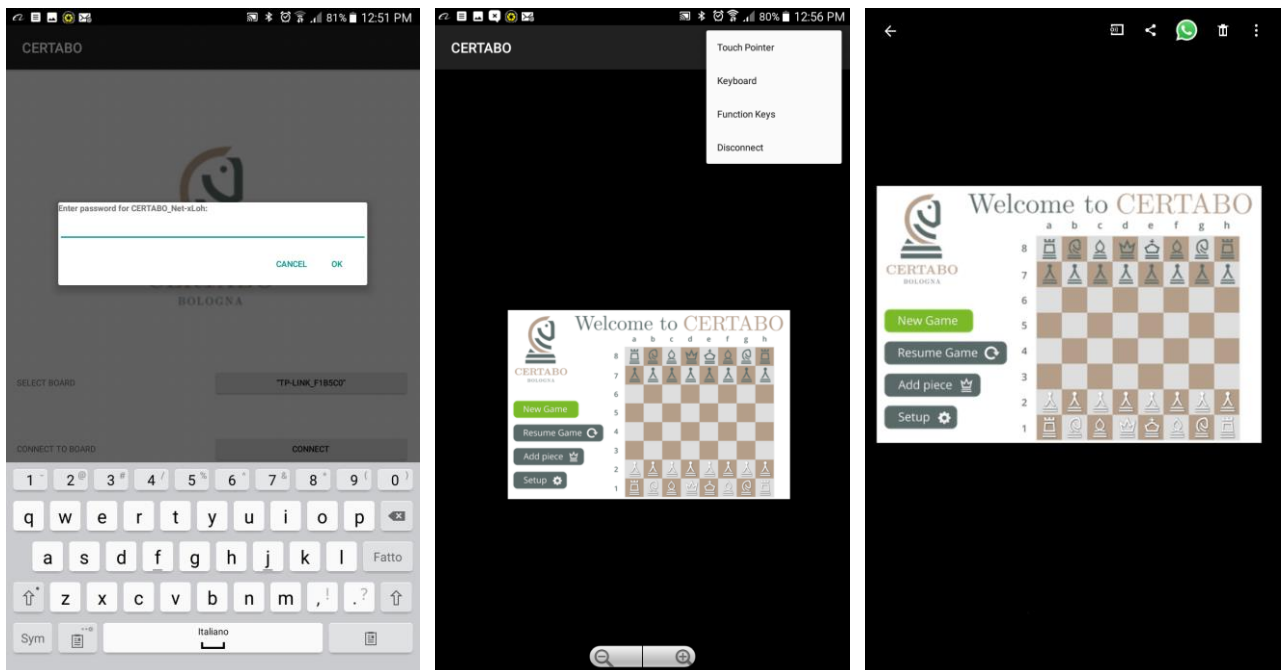 81% 12:51 PM
CERTABO
Enter password for CERTABO_Net-xLoh:
CANCEL OK
BOLOGNA
SELECT BOARD "TP-LINK_F1B5C0"
CONNECT TO BOARD CONNECT
1 - 2 @ 3 # 4 / 5 % 6 ^ 7 & 8 * 9 ( 0 )
q w e r t y u i o p
a s d f g h j k l Fatto
z x c v b n m , ! . ?
Sym Italiano
80% 12:56 PM
CERTABO
Touch Pointer
Keyboard
Function Keys
Disconnect
Welcome to CERTABO
a b c d e f g h
8
CERTABO
7
BOLOGNA
6
New Game
5
Resume Game
4
Add piece
3
2
Setup
1
Welcome to CERTABO
a b c d e f g h
8
CERTABO
7
BOLOGNA
6
New Game
5
Resume Game
4
Add piece
3
2
Setup
1